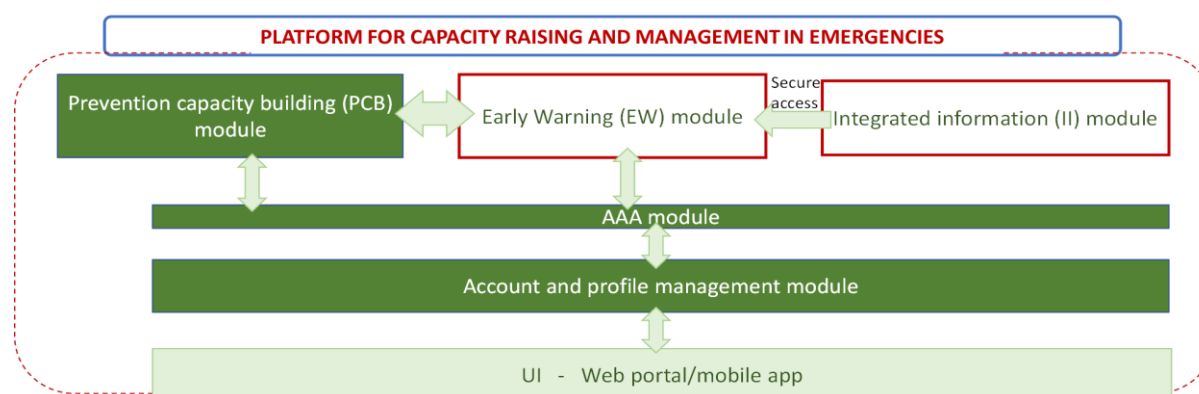 PLATFORM FOR CAPACITY RAISING AND MANAGEMENT IN EMERGENCIES
Prevention capacity building (PCB)
module
Early Warning (EW) module
Secure
access
Integrated information (II) module
AAA module
Account and profile management module
UI - Web portal/mobile app